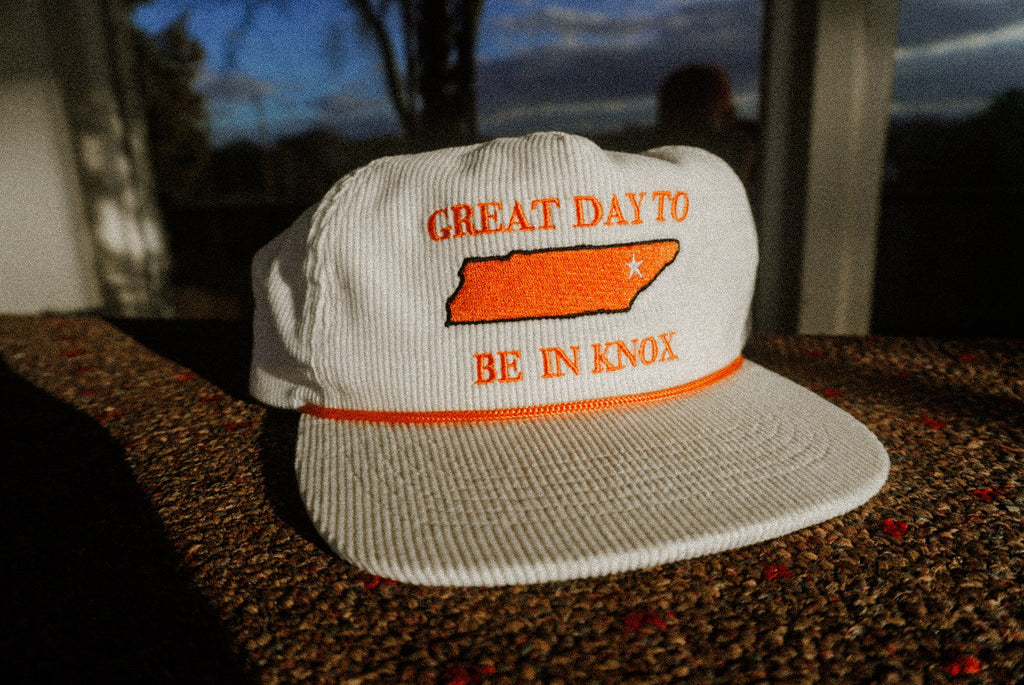 GREAT DAY TO
BE IN KNOX